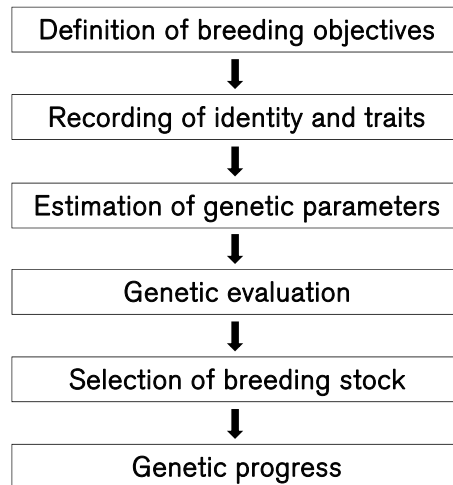 Definition of breeding objectives
Recording of identity and traits
Estimation of genetic parameters
Genetic evaluation
Selection of breeding stock
Genetic progress